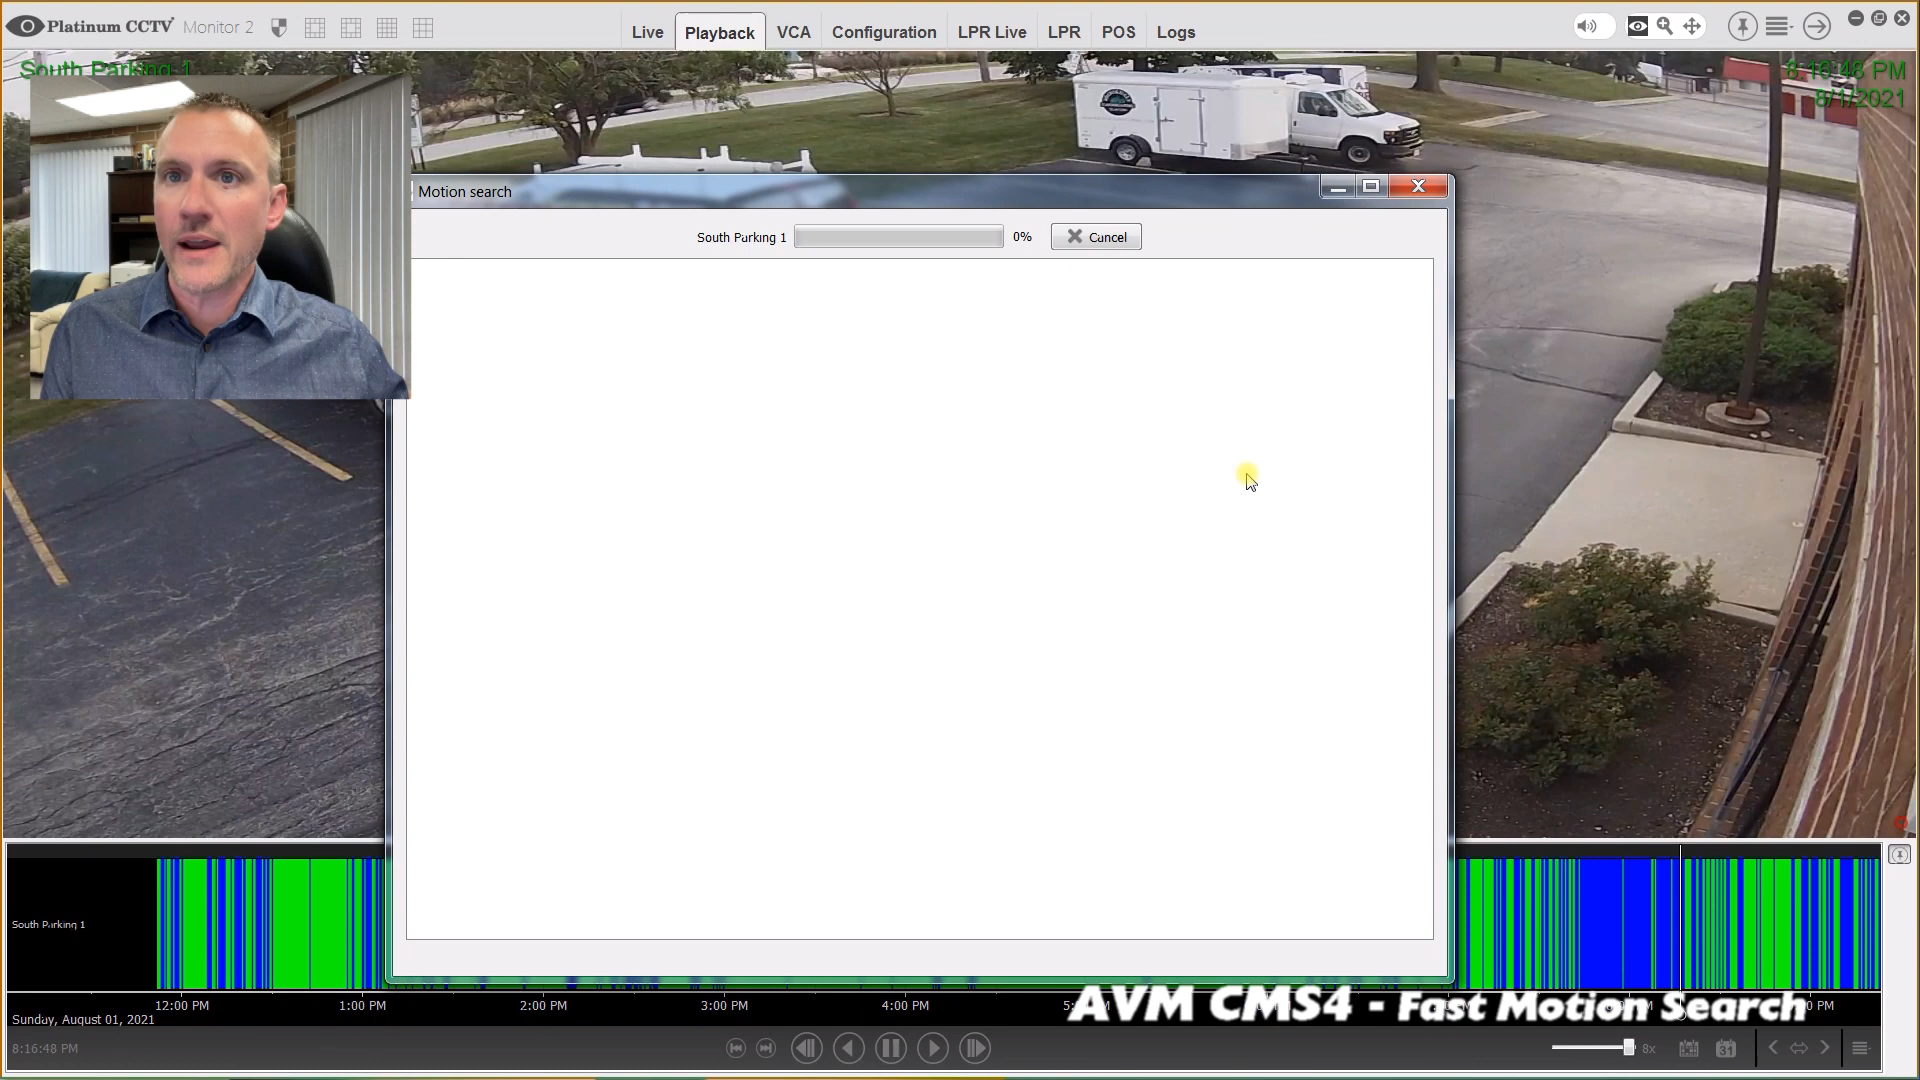 Platinum CCTV
Monitor 2
Live
Playback
VCA
Configuration
LPR Live
LPR
POS
Logs
South Parking 1
8:16:48 PM
8/1/2021
Motion search
South Parking 1
0%
Cancel
South Parking 1
12:00 PM
1:00 PM
2:00 PM
3:00 PM
4:00 PM
PM
AVM CMS4 - Fast Motion Search
Sunday, August 01, 2021
8:16:48 PM
8x
31